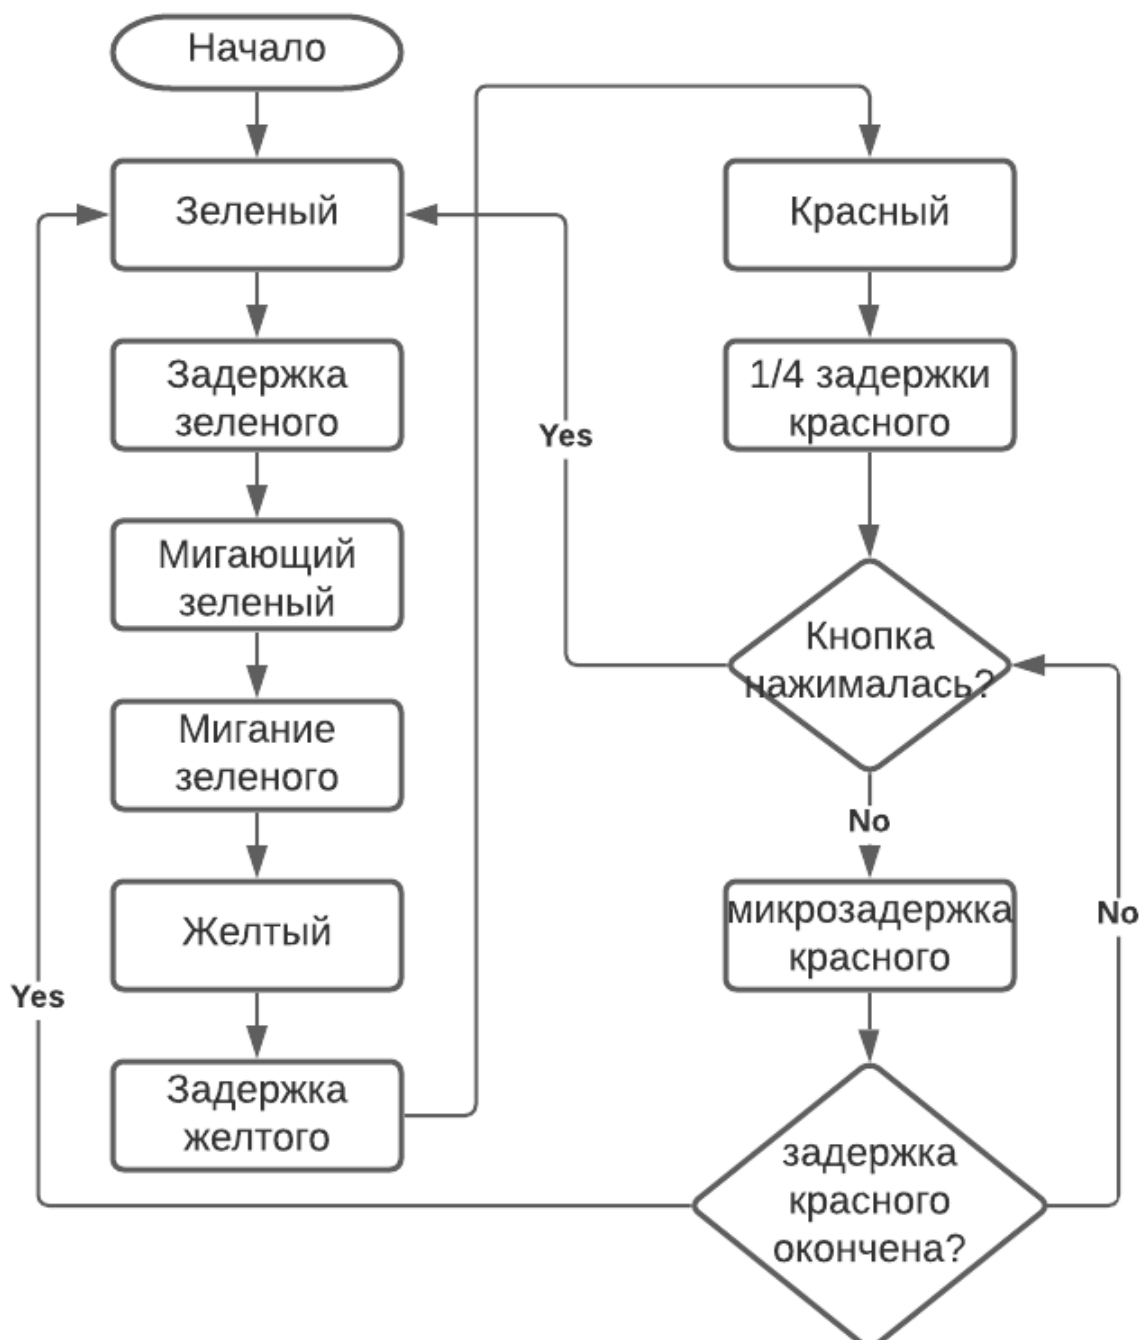 Начало
Зеленый
Задержка
зеленого
Мигающий
зеленый
Мигание
зеленого
Желтый
Задержка
желтого
Yes
Yes
Красный
1/4 задержки
красного
Кнопка
нажималась?
No
микрозадержка
красного
No
задержка
красного
окончена?